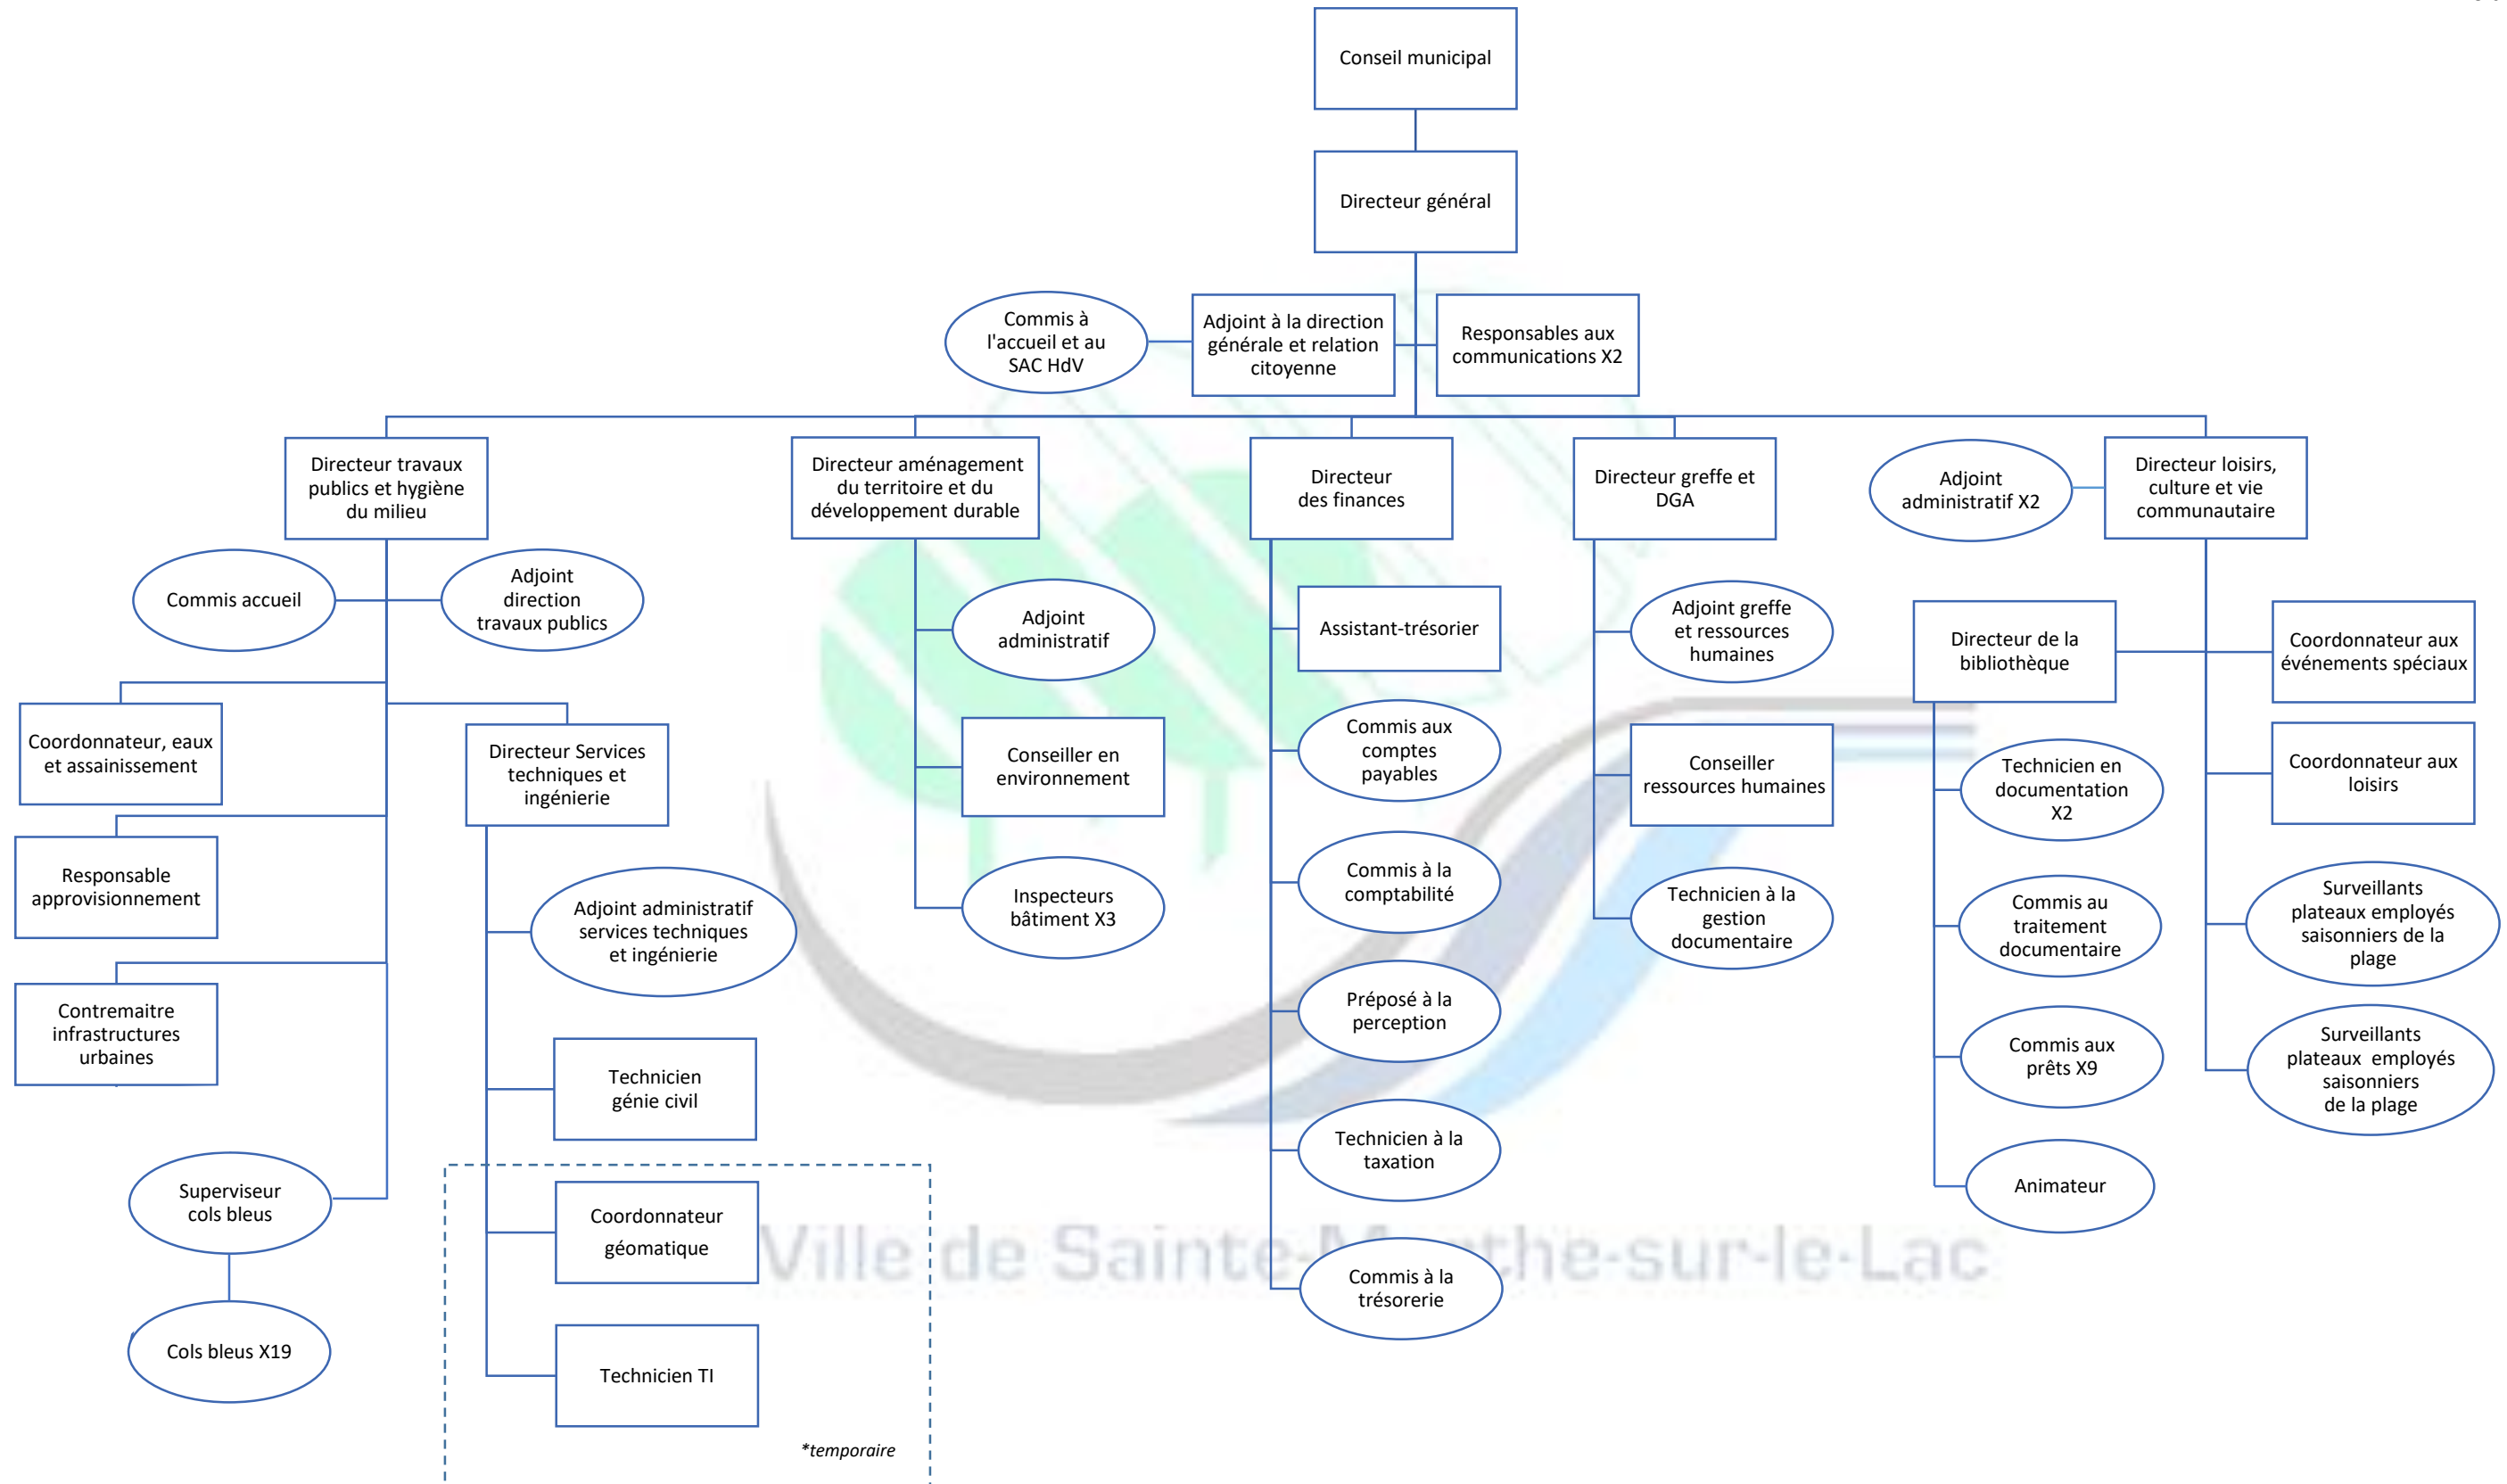 Conseil municipal
Directeur général
Commis à
l'accueil et au
SAC HdV
Adjoint à la direction
générale et relation
citoyenne
Responsables aux
communications X2
Directeur travaux
publics et hygiène
du milieu
Directeur aménagement
du territoire et du
développement durable
Directeur
des finances
Directeur greffe et
DGA
Adjoint
administratif X2
Directeur loisirs,
culture et vie
communautaire
Commis accueil
Adjoint
direction
travaux publics
Coordonnateur, eaux
et assainissement
Directeur Services
techniques et
ingénierie
Responsable
approvisionnement
Adjoint administratif
services techniques
et ingénierie
Contremaitre
infrastructures
urbaines
Technicien
génie civil
Superviseur
cols bleus
Coordonnateur
géomatique
Cols bleus X19
Technicien TI
*temporaire
Adjoint
administratif
Conseiller en
environnement
Inspecteurs
bâtiment X3
Assistant-trésorier
Commis aux
comptes
payables
Commis à la
comptabilité
Préposé à la
perception
Technicien à la
taxation
Commis à la
trésorerie
Adjoint greffe
et ressources
humaines
Conseiller
ressources humaines
Technicien à la
gestion
documentaire
Directeur de la
bibliothèque
Technicien en
documentation
X2
Commis au
traitement
documentaire
Commis aux
prêts X9
Animateur
Coordonnateur aux
événements spéciaux
Coordonnateur aux
loisirs
Surveillants
plateaux employés
saisonniers de la
plage
Surveillants
plateaux  employés
saisonniers
de la plage
Ville de Sainte-Marthe-sur-le-Lac